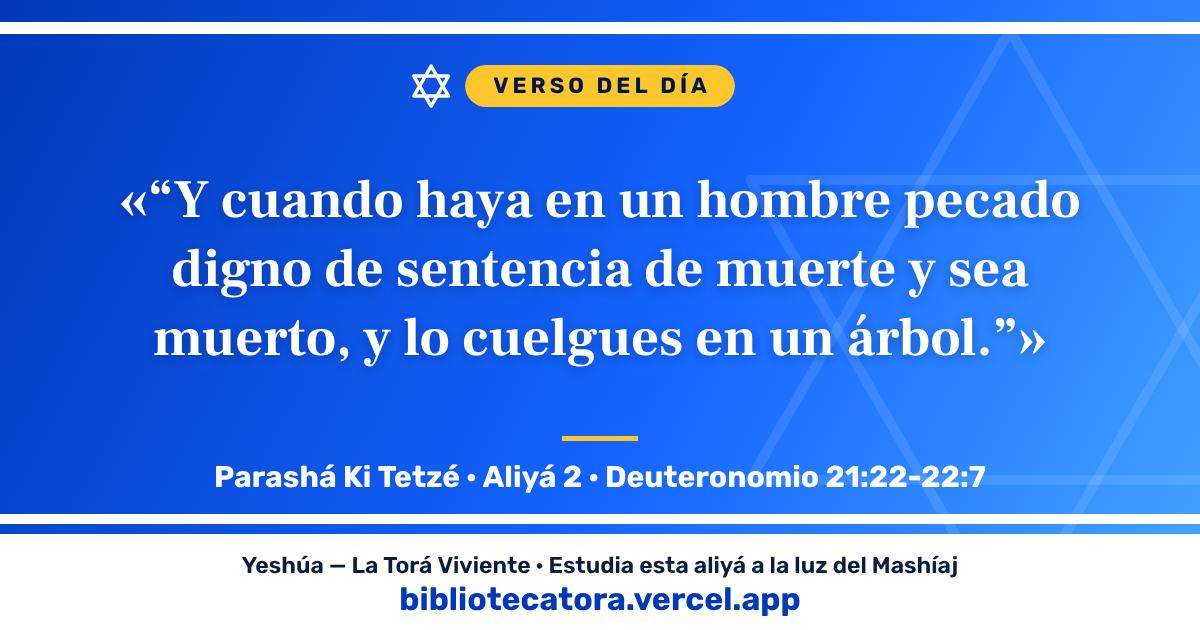 VERSO DEL DÍA
«“Y cuando haya en un hombre pecado
digno de sentencia de muerte y sea
muerto, y lo cuelgues en un árbol.”»
Parashá Ki Tetzé • Aliyá 2 • Deuteronomio 21:22-22:7
Yeshúa — La Torá Viviente • Estudia esta aliyá a la luz del Mashíaj
bibliotecatora.vercel.app